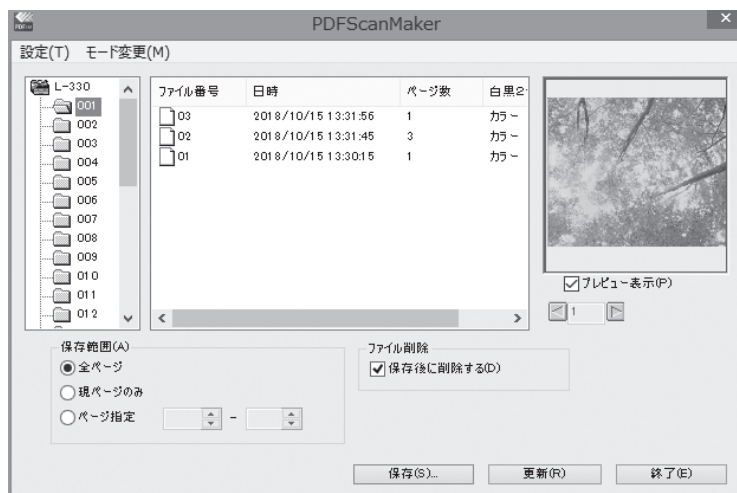 PDFScanMaker
設定(T) モード変更(M)
L-330
001
002
003
004
005
006
007
008
009
010
011
012
ファイル番号 日時 ページ数 白黒2
03 2018/10/15 13:31:56 1 カラー
02 2018/10/15 13:31:45 3 カラー
01 2018/10/15 13:30:15 1 カラー
プレビュー表示(P)
1
保存範囲(A)
全ページ
現ページのみ
ページ指定 -
ファイル削除
保存後に削除する(D)
保存(S)... 更新(R) 終了(E)